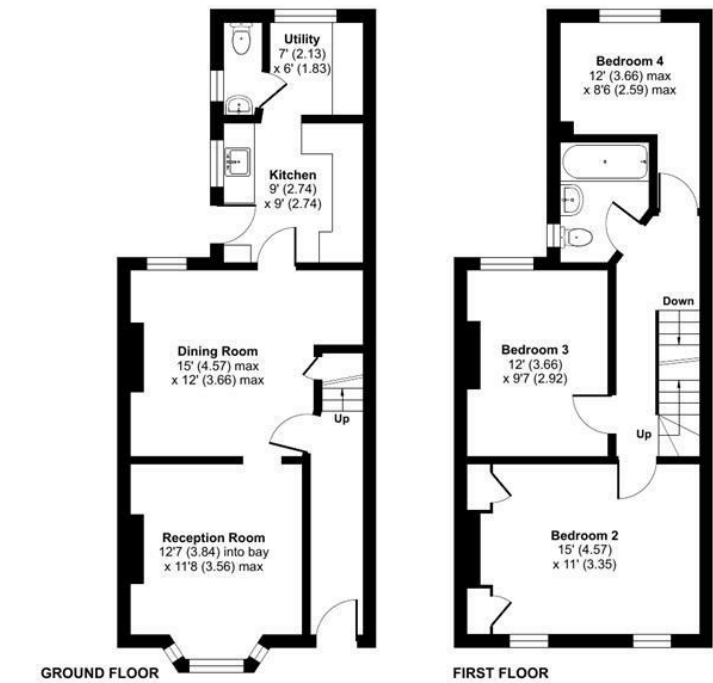 Utility
7' (2.13)
x 6' (1.83)
Kitchen
9' (2.74)
x 9' (2.74)
Dining Room
15' (4.57) max
x 12' (3.66) max
Up
Reception Room
12'7 (3.84) into bay
x 11'8 (3.56) max
GROUND FLOOR
Bedroom 4
12' (3.66) max
x 8'6 (2.59) max
Down
Bedroom 3
12' (3.66)
x 9'7 (2.92)
Up
Bedroom 2
15' (4.57)
x 11' (3.35)
FIRST FLOOR